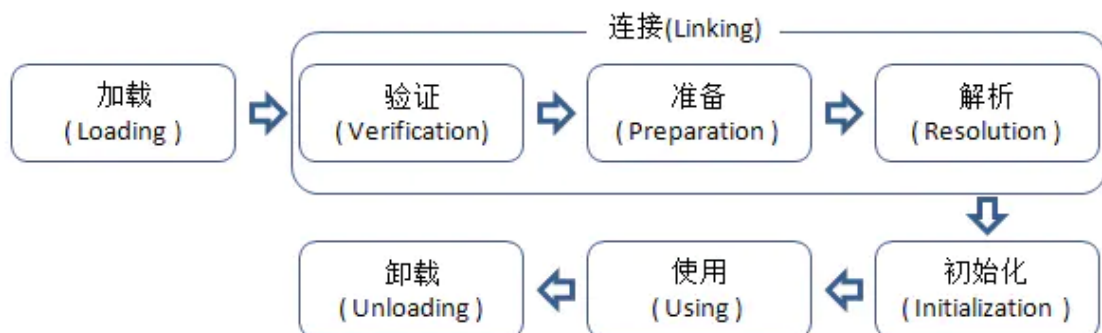 连接(Linking)
加载
( Loading )
验证
( Verification)
准备
( Preparation )
解析
( Resolution )
卸载
( Unloading )
使用
( Using )
初始化
( Initialization )